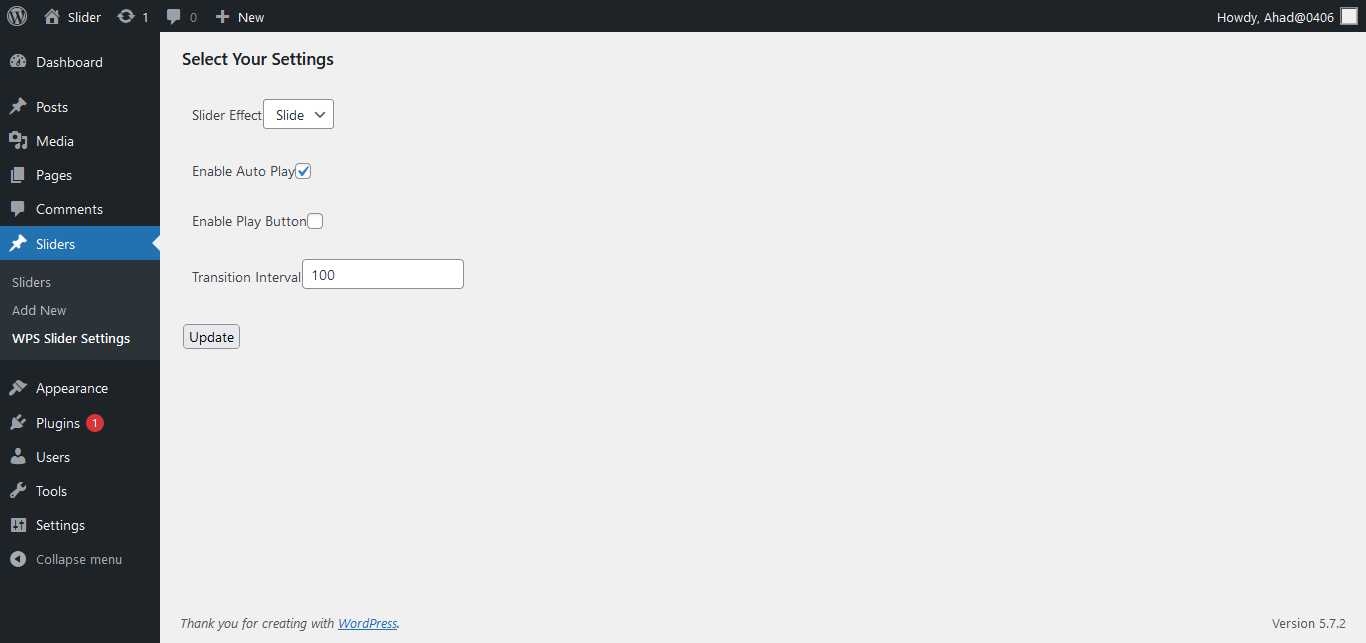 Slider 1 0 New Howdy, Ahad@0406
Dashboard
Posts
Media
Pages
Comments
Sliders
Sliders
Add New
WPS Slider Settings
Appearance
Plugins 1
Users
Tools
Settings
Collapse menu
Select Your Settings
Slider Effect Slide
Enable Auto Play
Enable Play Button
Transition Interval 100
Update
Thank you for creating with WordPress. Version 5.7.2